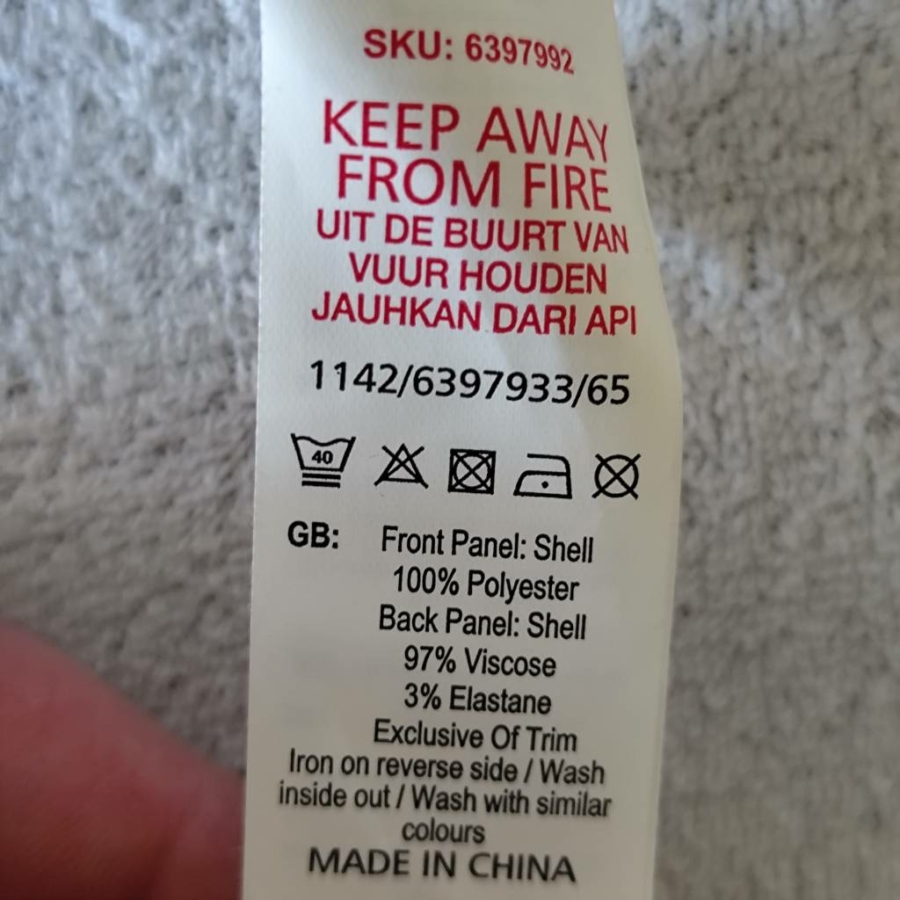 SKU: 6397992
KEEP AWAY
FROM FIRE
UIT DE BUURT VAN
VUUR HOUDEN
JAUHKAN DARI API
1142/6397933/65
40
GB: Front Panel: Shell
100% Polyester
Back Panel: Shell
97% Viscose
3% Elastane
Exclusive Of Trim
Iron on reverse side / Wash
inside out / Wash with similar
colours
MADE IN CHINA